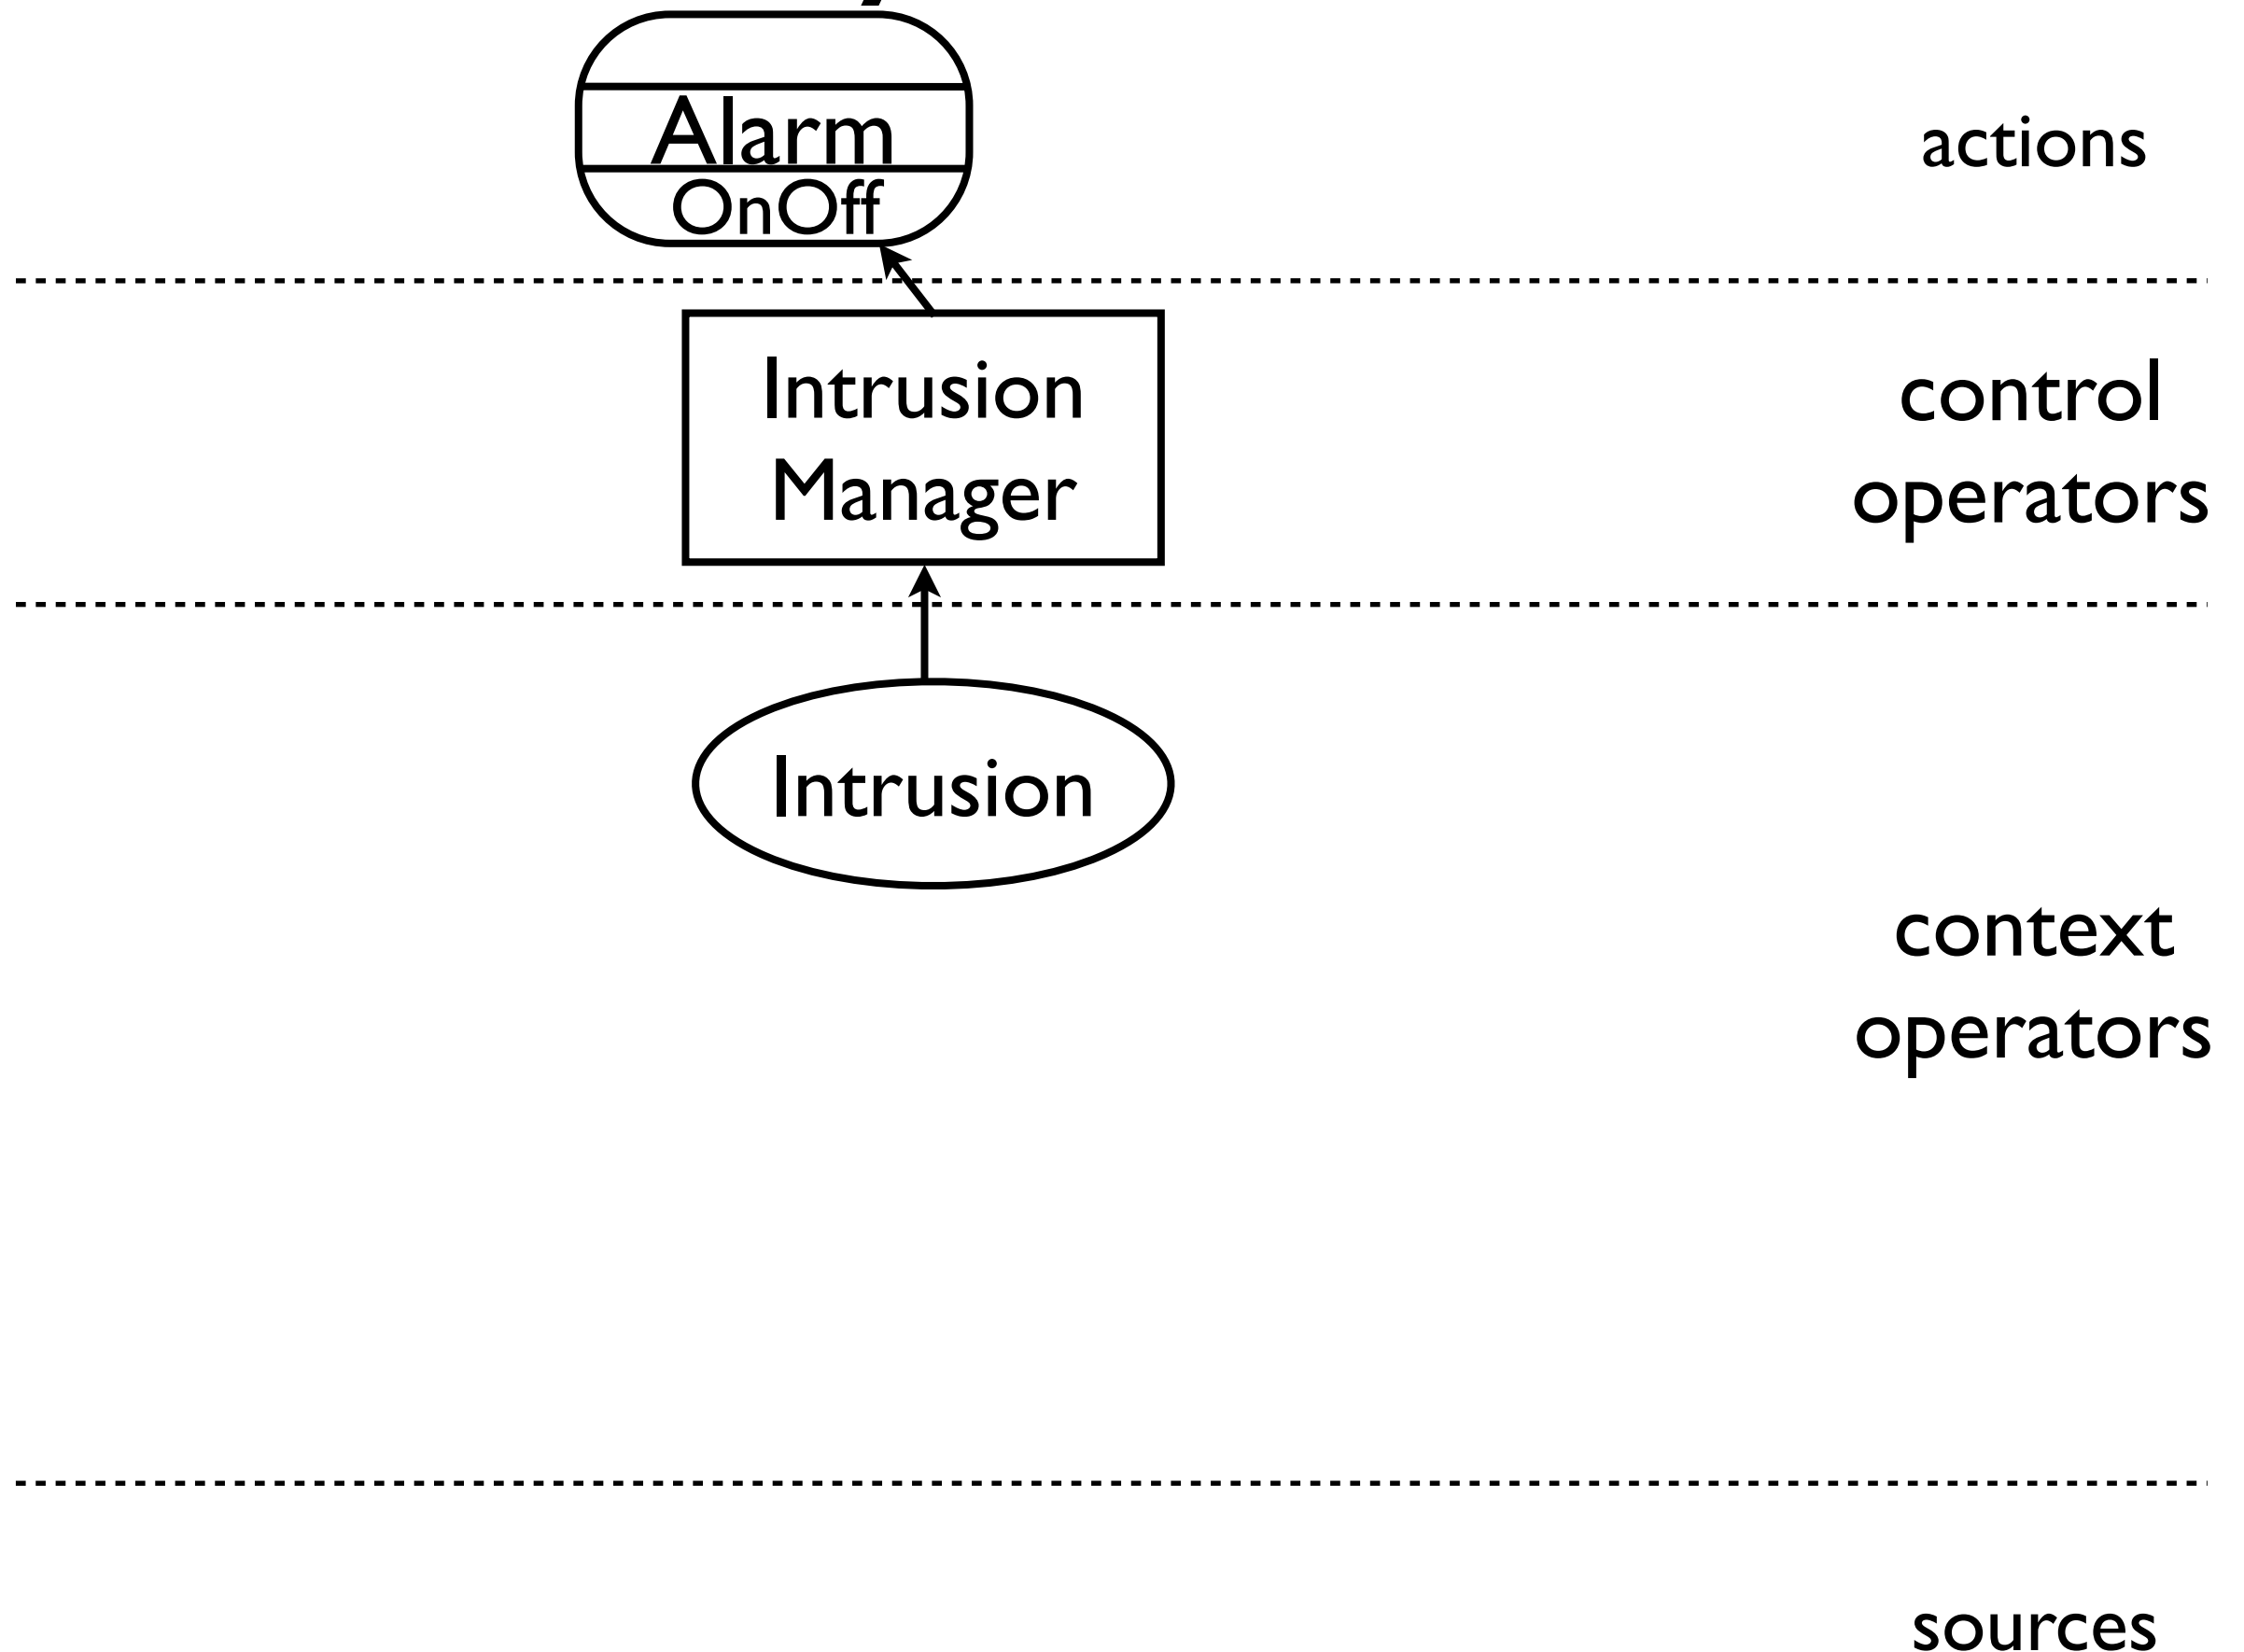 Alarm
OnOff
actions
Intrusion
Manager
control
operators
Intrusion
context
operators
sources